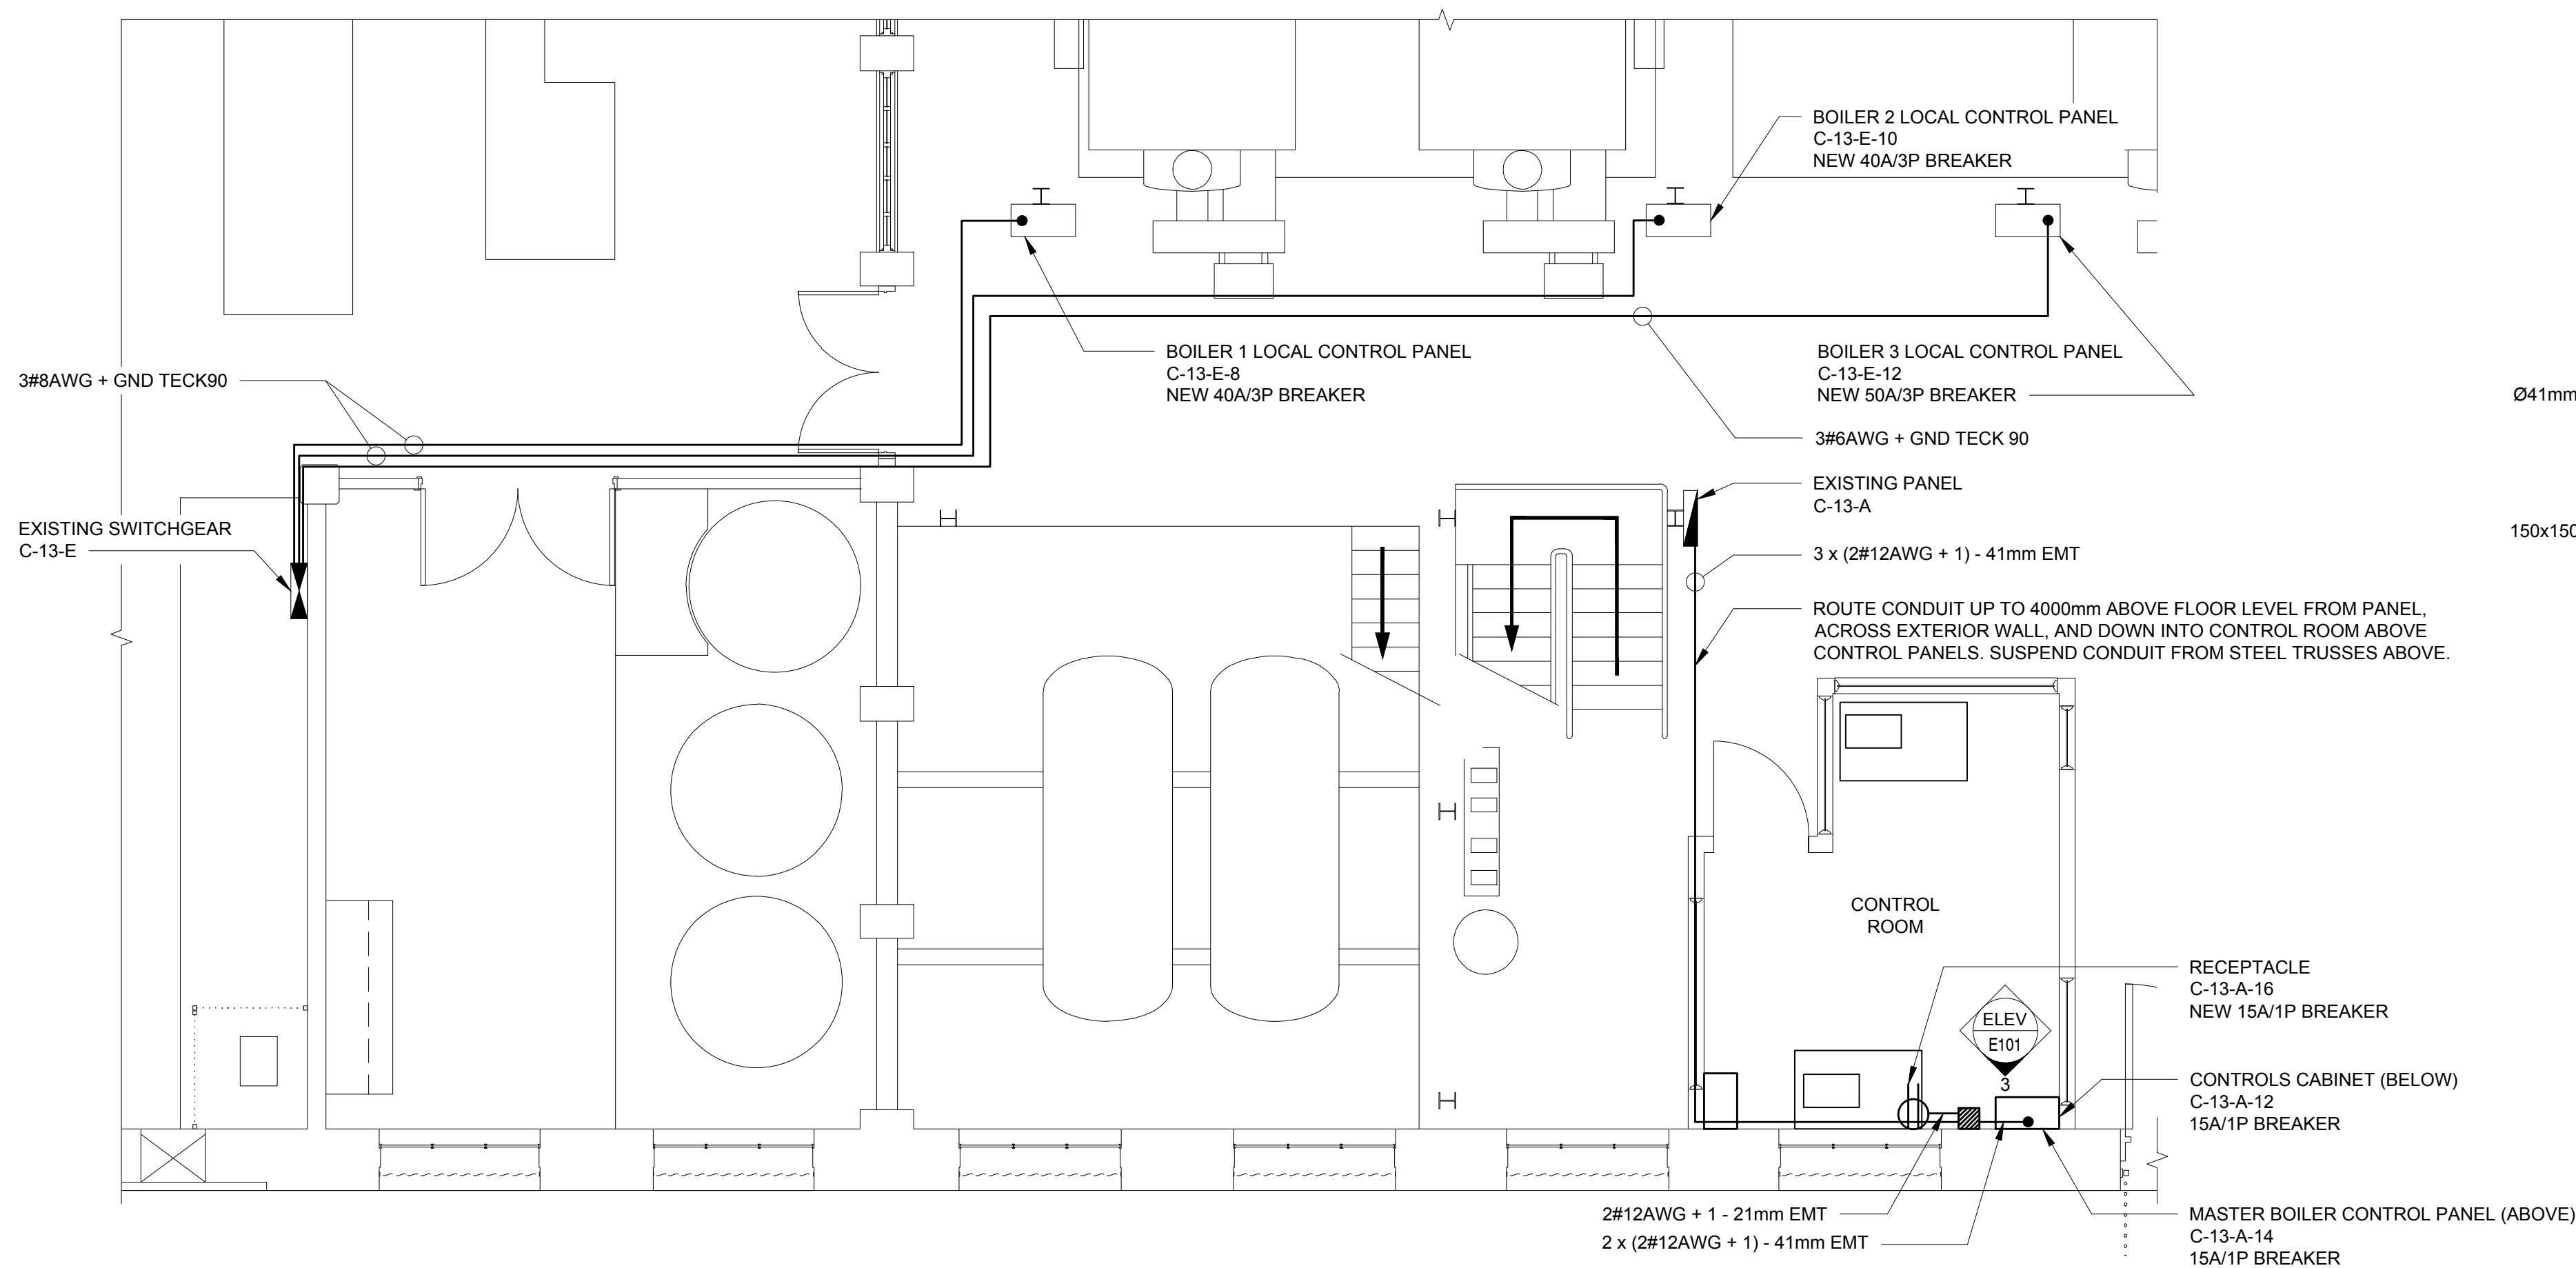 BOILER 2 LOCAL CONTROL PANEL
C-13-E-10
NEW 40A/3P BREAKER
BOILER 1 LOCAL CONTROL PANEL
C-13-E-8
NEW 40A/3P BREAKER
BOILER 3 LOCAL CONTROL PANEL
C-13-E-12
NEW 50A/3P BREAKER
3#8AWG + GND TECK90
Ø41mm
3#6AWG + GND TECK 90
EXISTING PANEL
C-13-A
EXISTING SWITCHGEAR
C-13-E
150x150
3 x (2#12AWG + 1) - 41mm EMT
ROUTE CONDUIT UP TO 4000mm ABOVE FLOOR LEVEL FROM PANEL,
ACROSS EXTERIOR WALL, AND DOWN INTO CONTROL ROOM ABOVE
CONTROL PANELS. SUSPEND CONDUIT FROM STEEL TRUSSES ABOVE.
CONTROL
ROOM
RECEPTACLE
C-13-A-16
NEW 15A/1P BREAKER
ELEV
E101
3
CONTROLS CABINET (BELOW)
C-13-A-12
15A/1P BREAKER
2#12AWG + 1 - 21mm EMT
2 x (2#12AWG + 1) - 41mm EMT
MASTER BOILER CONTROL PANEL (ABOVE)
C-13-A-14
15A/1P BREAKER